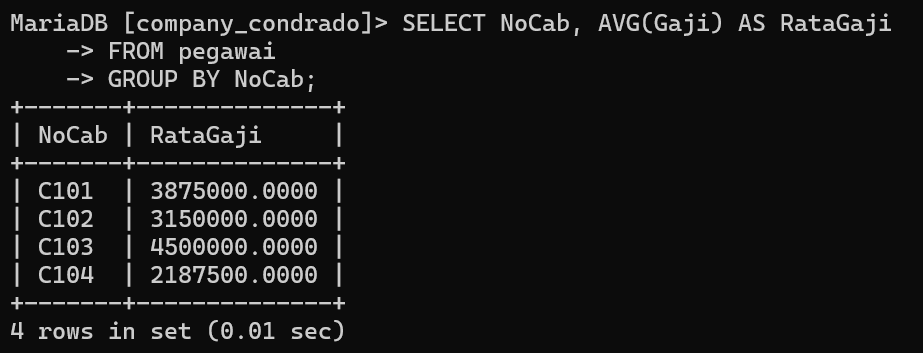 MariaDB [company_condrado]> SELECT NoCab, AVG(Gaji) AS RataGaji
    -> FROM pegawai
    -> GROUP BY NoCab;
+-------+--------------+
| NoCab | RataGaji     |
+-------+--------------+
| C101  | 3875000.0000 |
| C102  | 3150000.0000 |
| C103  | 4500000.0000 |
| C104  | 2187500.0000 |
+-------+--------------+
4 rows in set (0.01 sec)